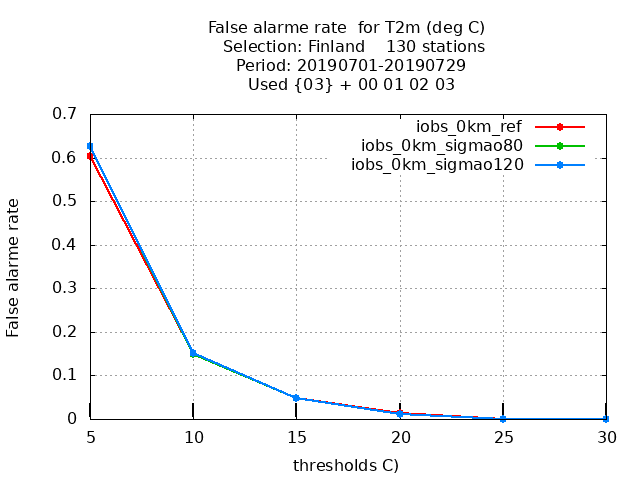 False alarme rate  for T2m (deg C)
Selection: Finland    130 stations
Period: 20190701-20190729
Used {03} + 00 01 02 03
iobs_0km_ref
iobs_0km_sigmao80
iobs_0km_sigmao120
False alarme rate
0.7
0.6
0.5
0.4
0.3
0.2
0.1
0
5 10 15 20 25 30
thresholds C)